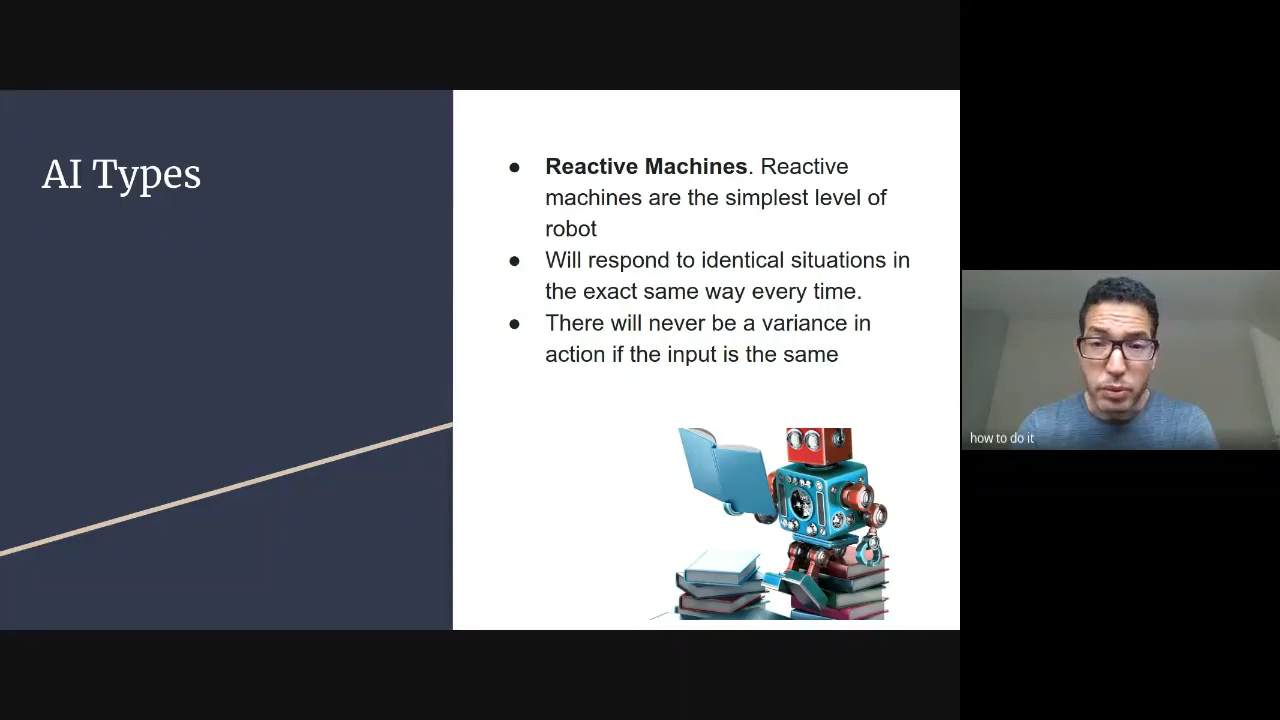 AI Types
● Reactive Machines. Reactive
machines are the simplest level of
robot
● Will respond to identical situations in
the exact same way every time.
● There will never be a variance in
action if the input is the same
how to do it